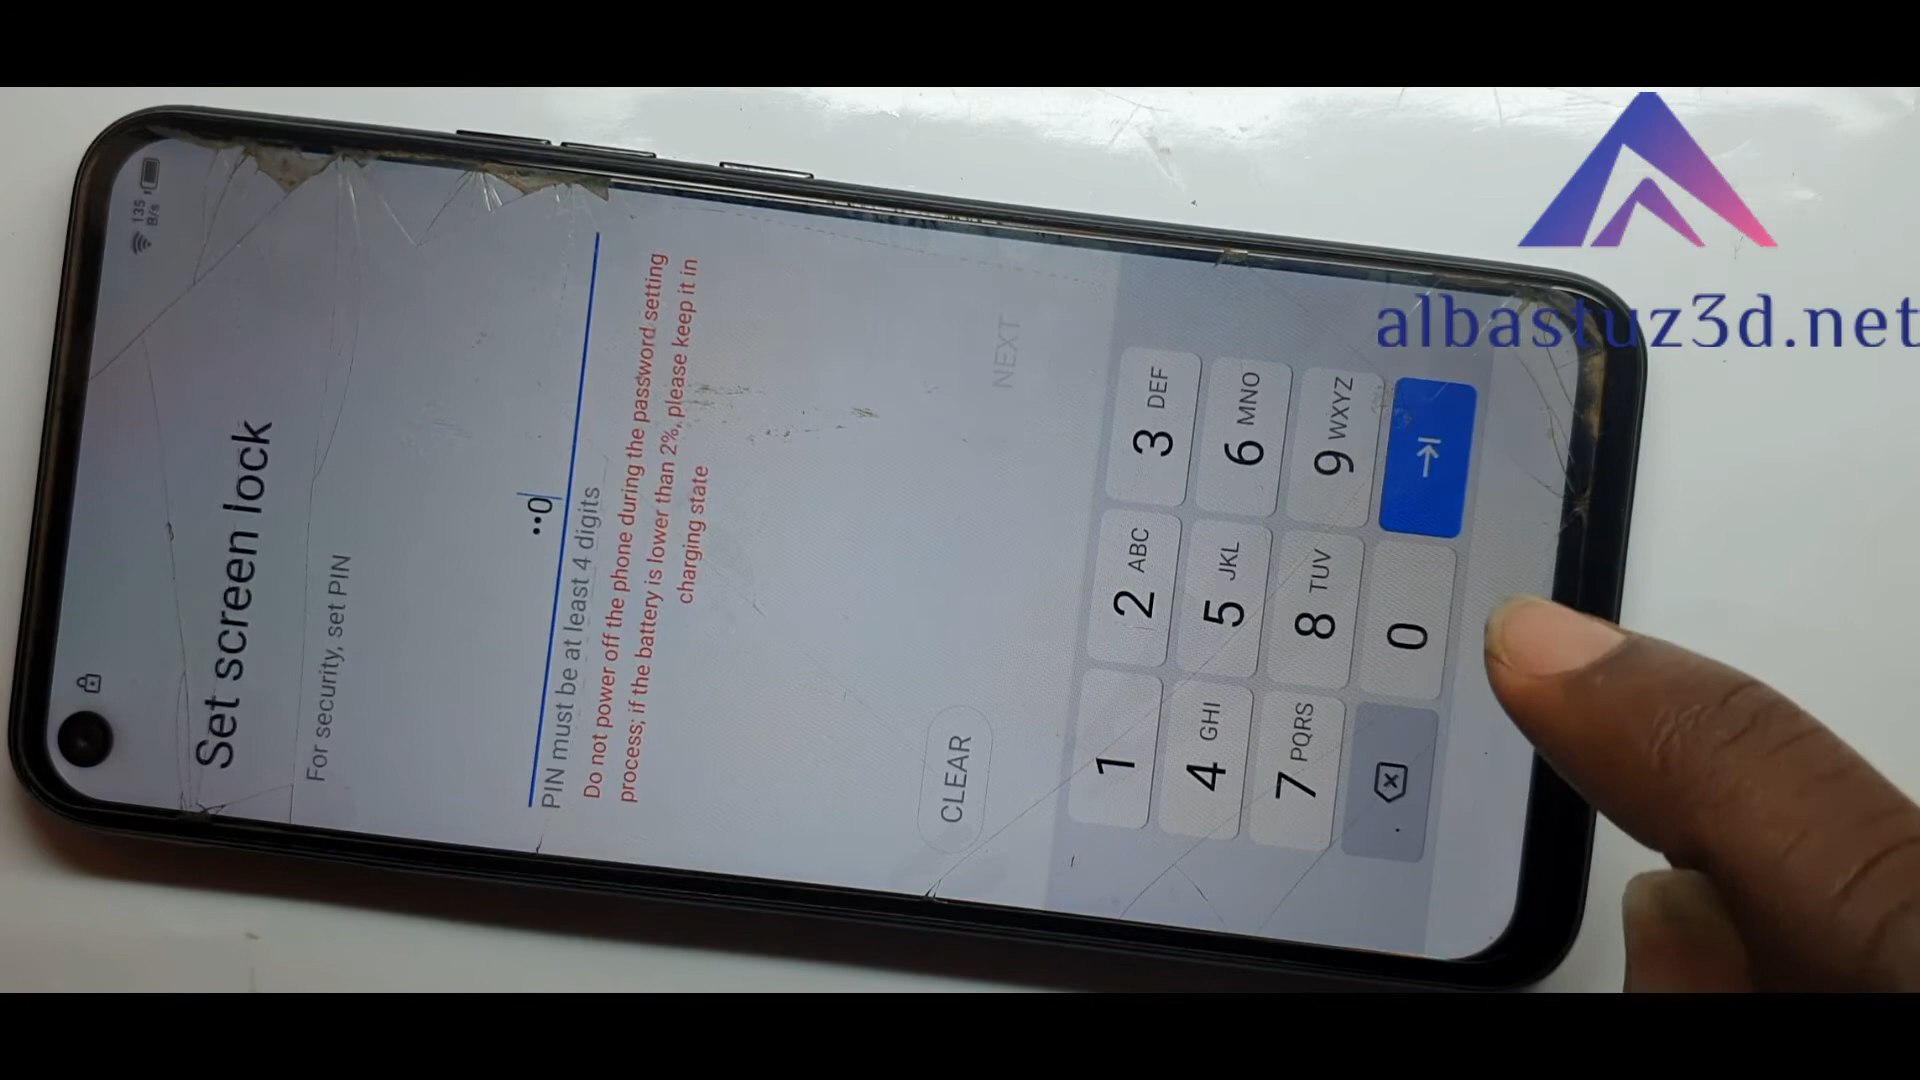 135
B/s
Set screen lock
For security, set PIN
••0
PIN must be at least 4 digits
Do not power off the phone during the password setting
process; if the battery is lower than 2%, please keep it in
charging state
CLEAR
NEXT
1
2 ABC
3 DEF
4 GHI
5 JKL
6 MNO
7 PQRS
8 TUV
9 WXYZ
.
0
albastuz3d.net